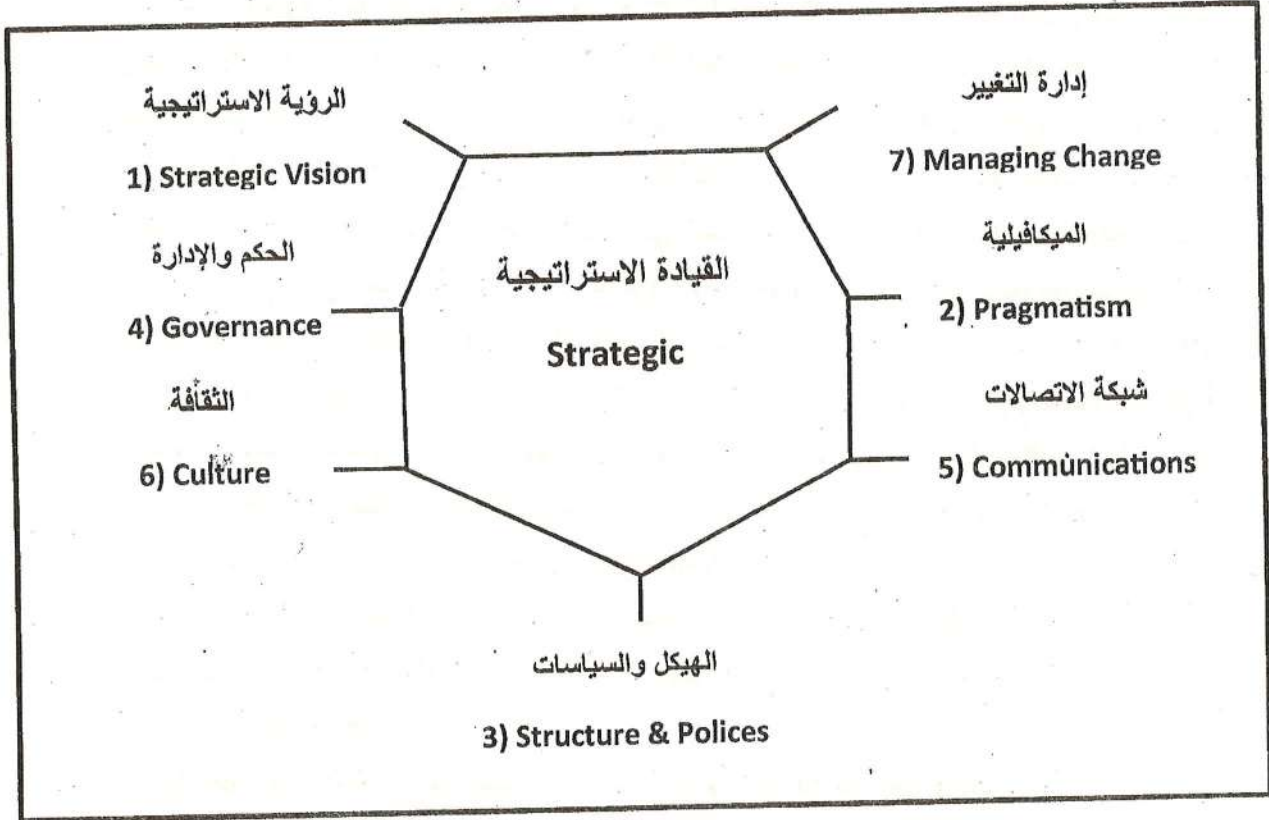 الرؤية الاستراتيجية
1) Strategic Vision
الحكم والإدارة
4) Governance
الثقافة
6) Culture
القيادة الاستراتيجية
Strategic
إدارة التغيير
7) Managing Change
الميكافيلية
2) Pragmatism
شبكة الاتصالات
5) Communications
الهيكل والسياسات
3) Structure & Polices